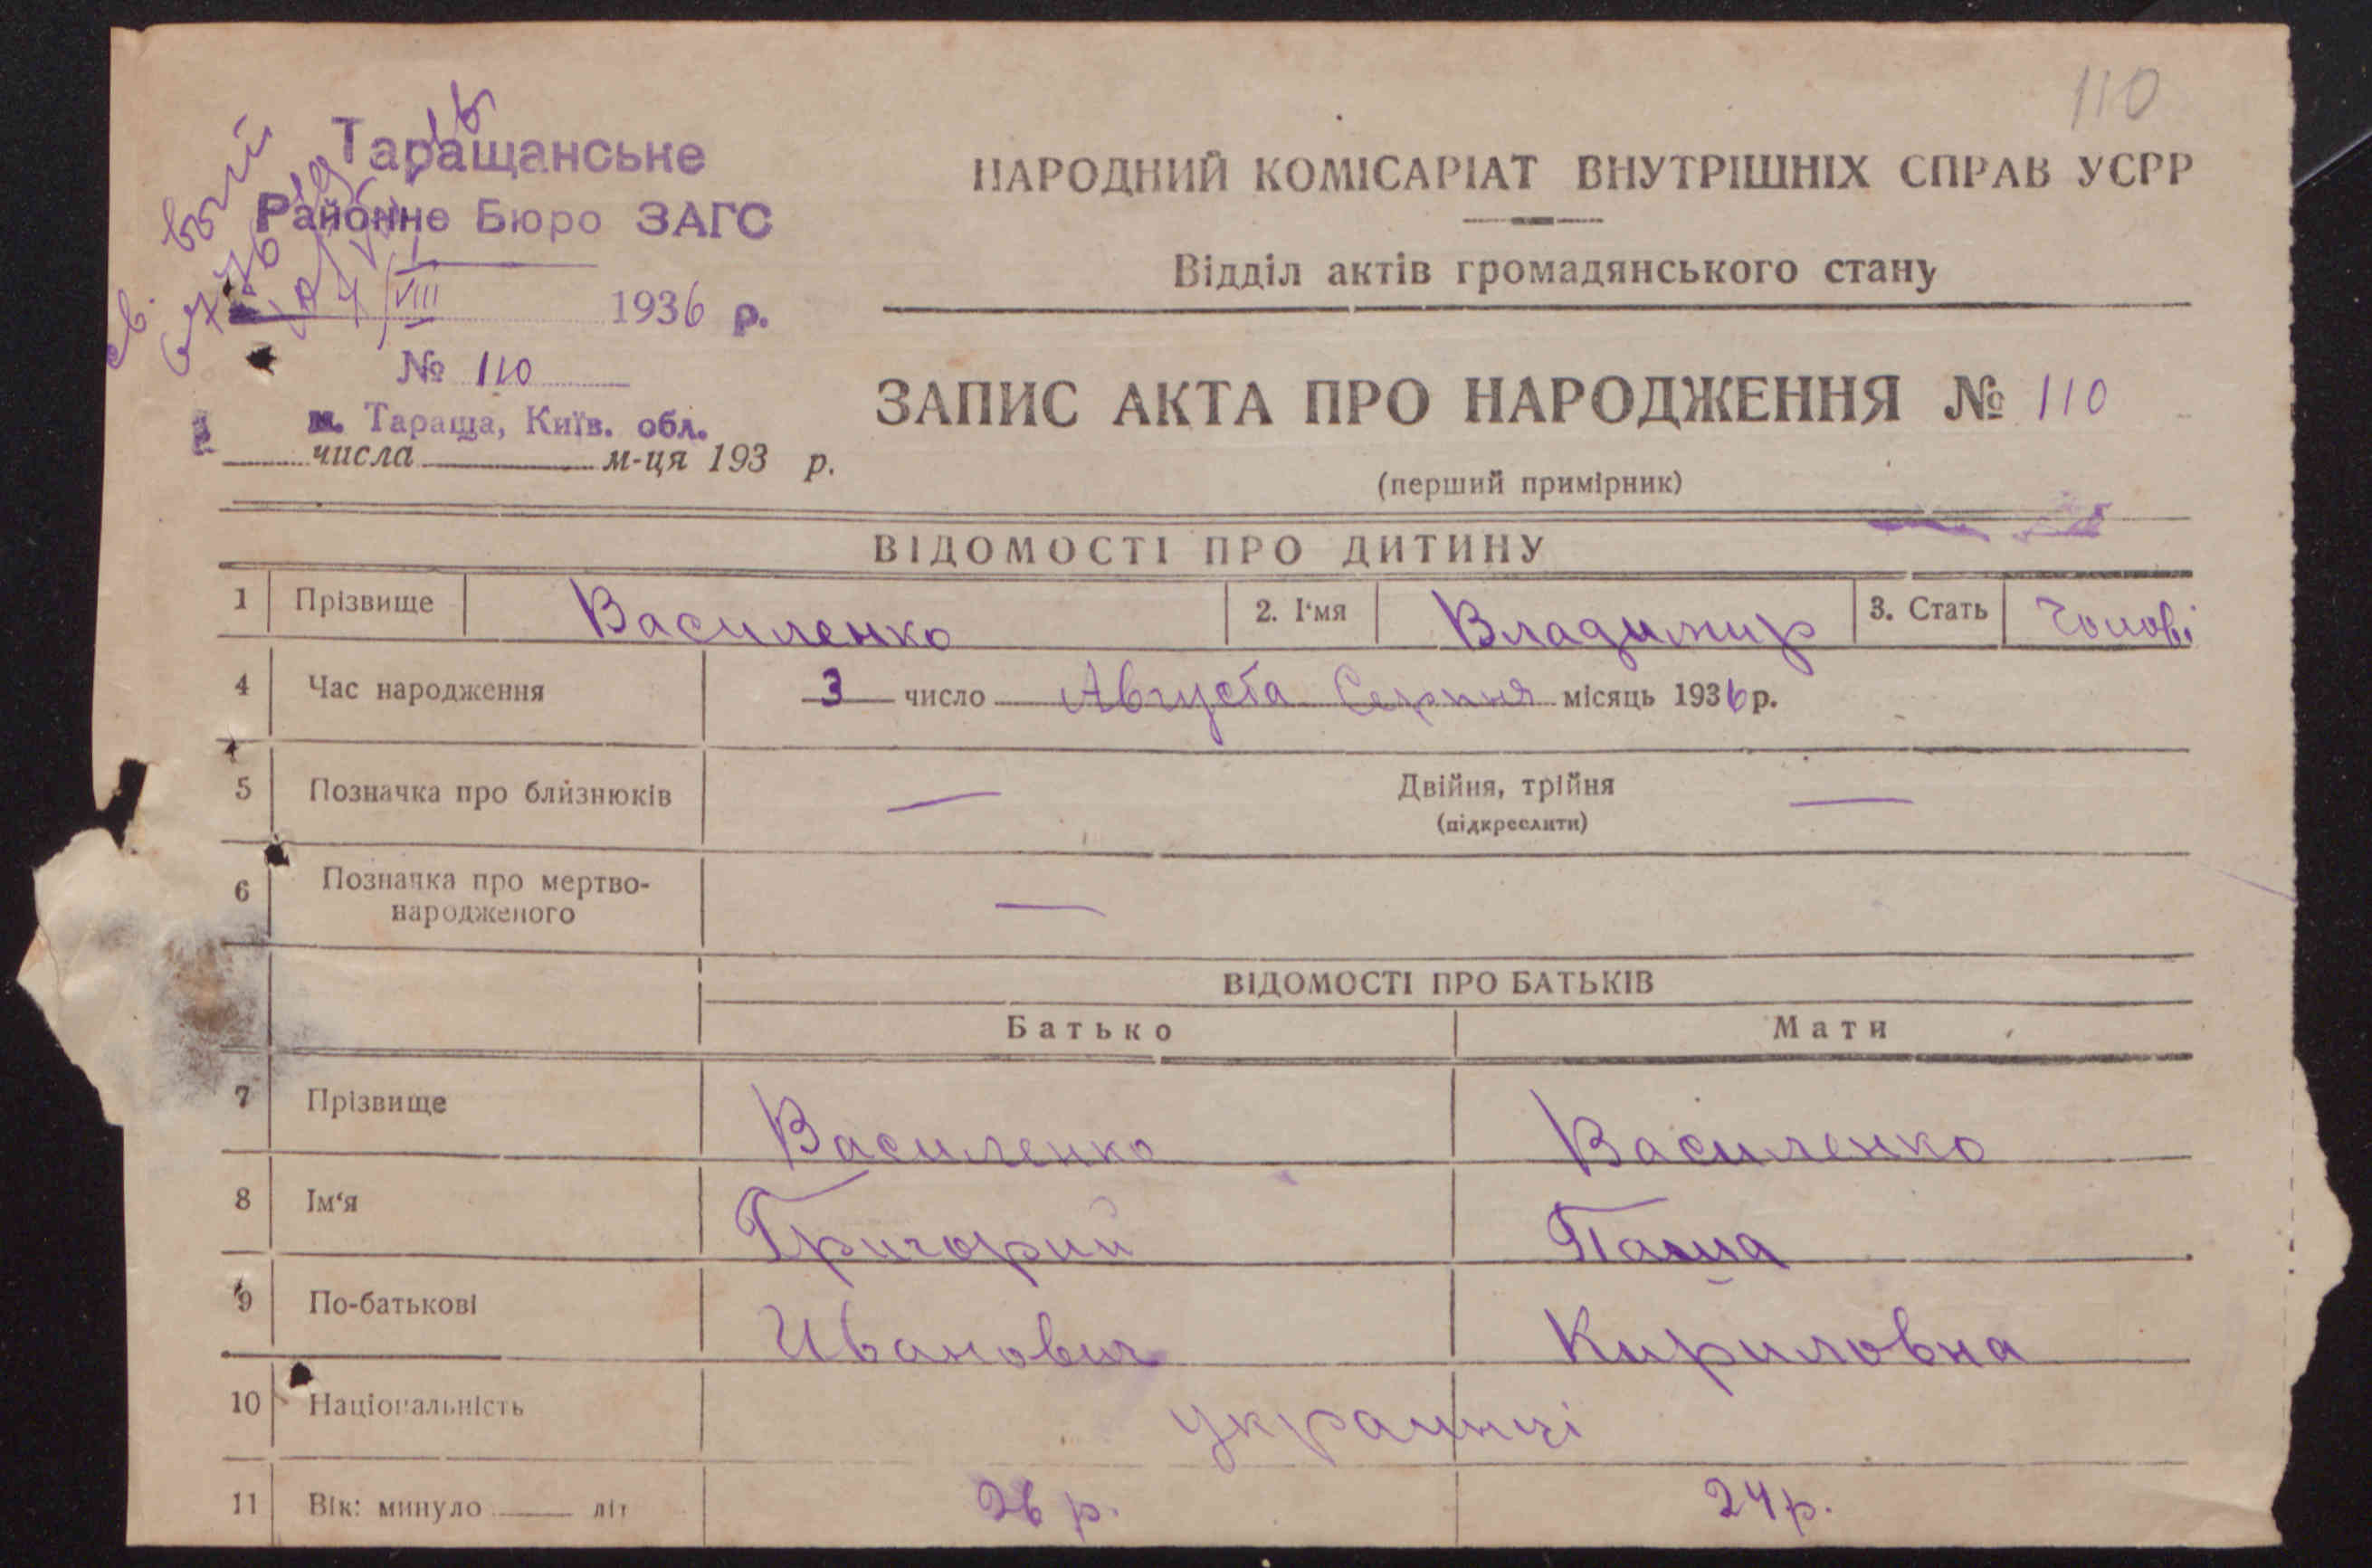 110
Таращанське
Районне Бюро ЗАГС
4/VIII 1936 р.
№ 110
м. Тараща, Київ. обл.
числа м-ця 193 р.
НАРОДНИЙ КОМІСАРІАТ ВНУТРІШНІХ СПРАВ УСРР
Відділ актів громадянського стану
ЗАПИС АКТА ПРО НАРОДЖЕННЯ № 110
(перший примірник)
ВІДОМОСТІ ПРО ДИТИНУ
1 Прізвище Василенко 2. І'мя Владимир 3. Стать
4 Час народження 3 число Августа Серпня місяць 1936 р.
5 Позначка про близнюків — Двійня, трійня —
(підкреслити)
6 Позначка про мертво-
народженого —
ВІДОМОСТІ ПРО БАТЬКІВ
Батько Мати
7 Прізвище Василенко Василенко
8 Ім'я Григорий Паша
9 По-батькові Иванович Кириловна
10 Національність українці
11 Вік: минуло літ 26 р. 24 р.